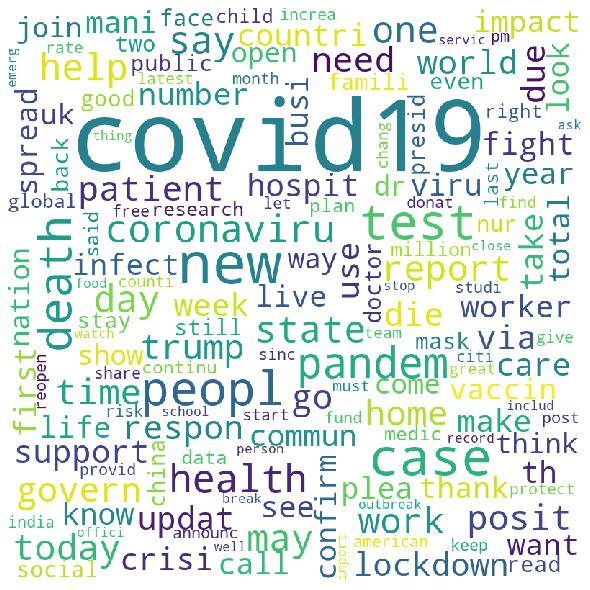 join
mani
face
child
increa
servic
pm
impact
emerg
rate
two
say
countri
one
need
world
due
look
help
public
open
famili
even
latest
month
good
number
busi
presid
right
ask
spread
uk
back
thing
covid19
chang
fight
last
year
global
patient
hospit
dr
viru
find
free
research
let
plan
donat
said
coronaviru
test
nur
take
total
death
infect
new
way
use
doctor
million
close
report
nation
first
food
counti
day
week
live
stop
studi
die
worker
stay
still
state
mask
via
reopen
watch
show
trump
sinc
team
citi
give
continu
pandem
great
care
share
time
peopl
go
come
must
vaccin
risk
school
start
home
includ
life
respon
fund
make
post
support
commun
medic
record
think
provid
data
person
case
th
china
health
see
confirm
plea
thank
protect
govern
break
outbreak
india
know
updat
announc
work
posit
offici
today
well
may
american
keep
want
social
crisi
call
import
lockdown
read